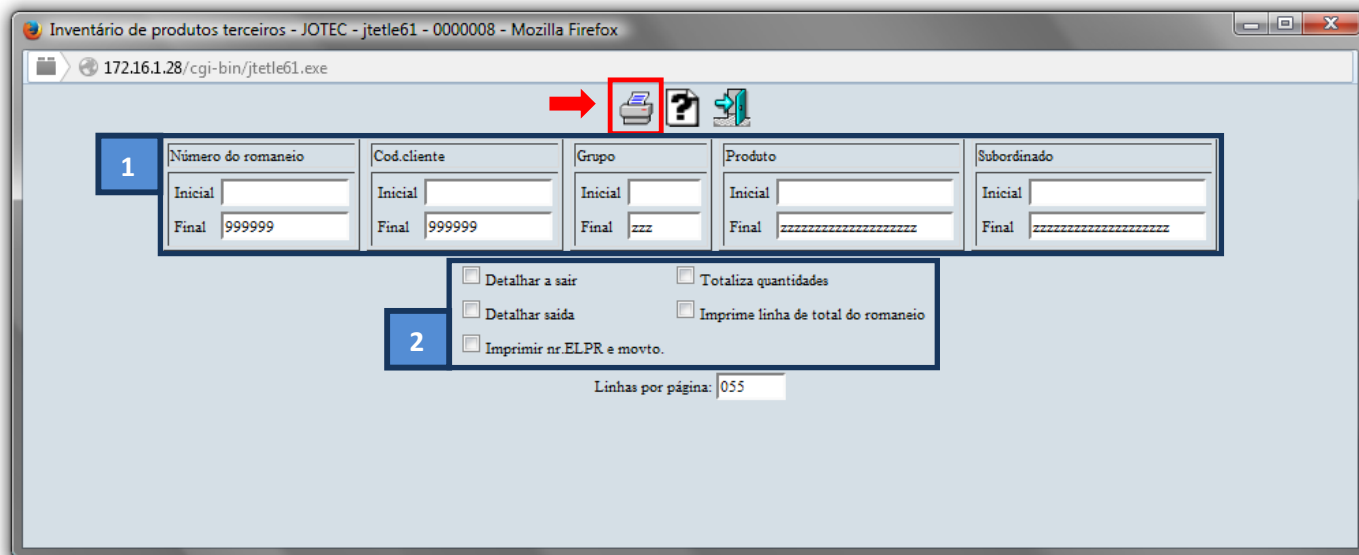 Inventário de produtos terceiros - JOTEC - jtetle61 - 0000008 - Mozilla Firefox
172.16.1.28/cgi-bin/jtetle61.exe
1
Número do romaneio Cod.cliente Grupo Produto Subordinado
Inicial Inicial Inicial Inicial Inicial
Final 999999 Final 999999 Final zzz Final zzzzzzzzzzzzzzzzzzzz Final zzzzzzzzzzzzzzzzzzzz
2
Detalhar a sair Totaliza quantidades
Detalhar saida Imprime linha de total do romaneio
Imprimir nr.ELPR e movto.
Linhas por página: 055